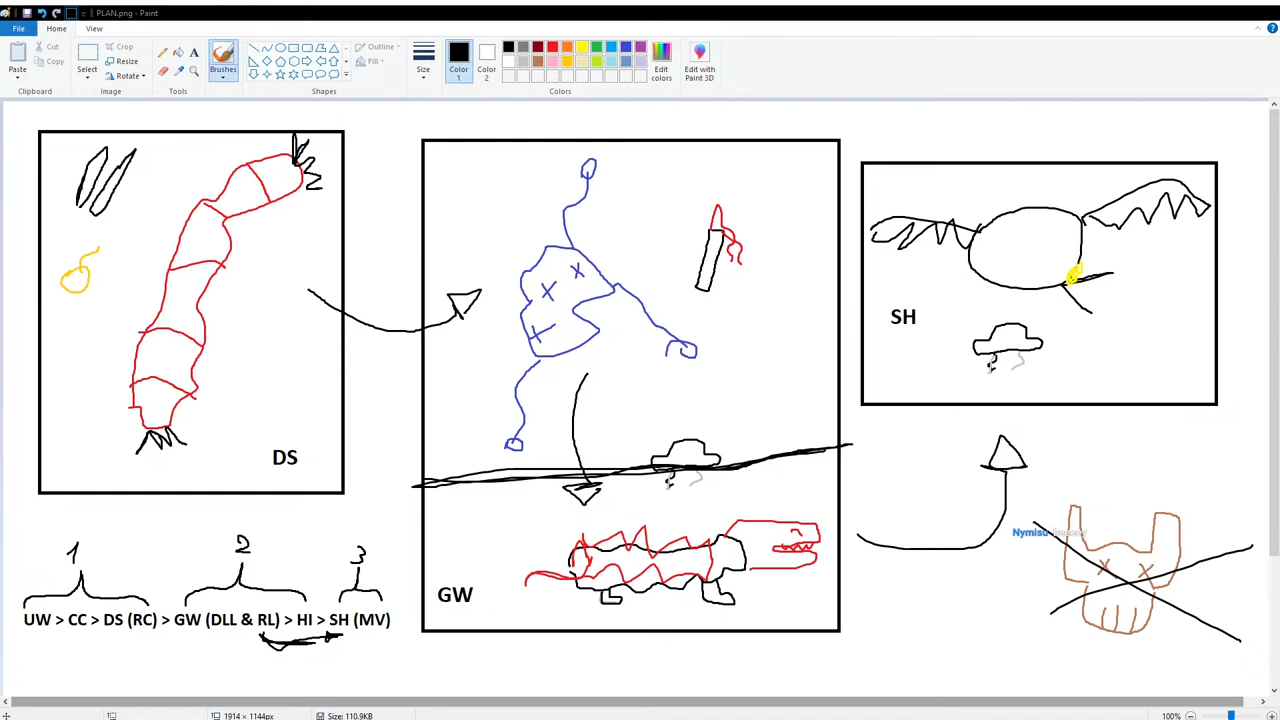 PLAN.png - Paint
File
Home
View
Paste
Cut
Copy
Clipboard
Select
Crop
Resize
Rotate
Image
Tools
Brushes
Shapes
Outline
Fill
Size
Color 1
Color 2
Edit colors
Colors
Edit with Paint 3D
DS
GW
SH
Nymisu
1 2 3
UW > CC > DS (RC) > GW (DLL & RL) > HI > SH (MV)
1914 × 1144px
Size: 110.9KB
100%